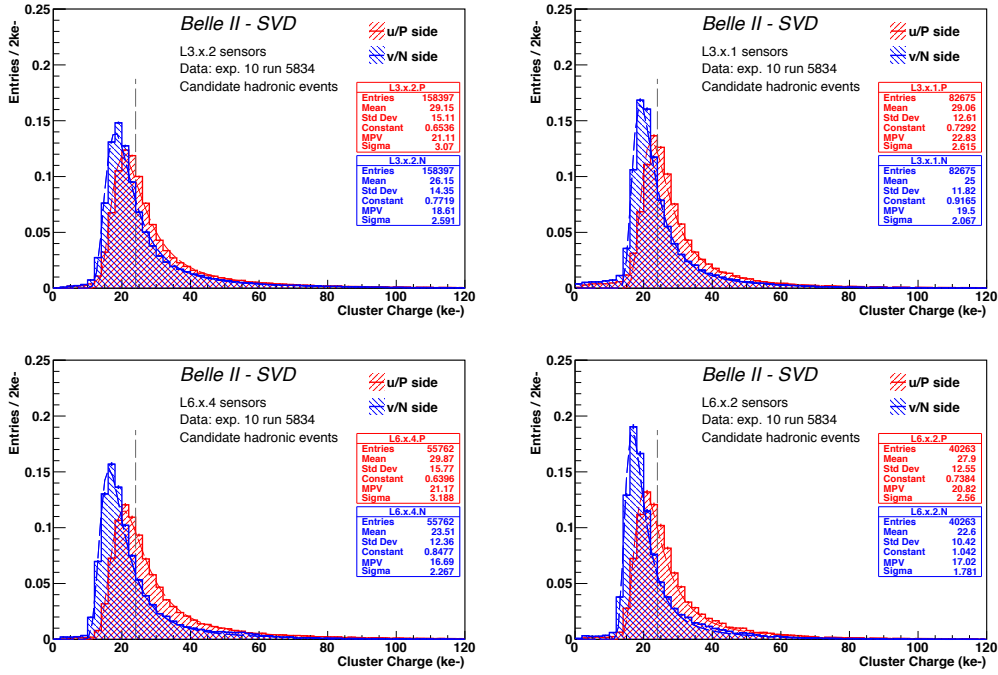 Belle II - SVD
L3.x.2 sensors
Data: exp. 10 run 5834
Candidate hadronic events
u/P side
v/N side
L3.x.2.P
Entries 158397
Mean 29.15
Std Dev 15.11
Constant 0.6536
MPV 21.11
Sigma 3.07
L3.x.2.N
Entries 158397
Mean 26.15
Std Dev 14.35
Constant 0.7719
MPV 18.61
Sigma 2.591
Entries / 2ke-
0.25
0.2
0.15
0.1
0.05
0
0 20 40 60 80 100 120
Cluster Charge (ke-)
Belle II - SVD
L3.x.1 sensors
Data: exp. 10 run 5834
Candidate hadronic events
u/P side
v/N side
L3.x.1.P
Entries 82675
Mean 29.06
Std Dev 12.61
Constant 0.7292
MPV 22.83
Sigma 2.615
L3.x.1.N
Entries 82675
Mean 25
Std Dev 11.82
Constant 0.9165
MPV 19.5
Sigma 2.067
Entries / 2ke-
0.25
0.2
0.15
0.1
0.05
0
0 20 40 60 80 100 120
Cluster Charge (ke-)
Belle II - SVD
L6.x.4 sensors
Data: exp. 10 run 5834
Candidate hadronic events
u/P side
v/N side
L6.x.4.P
Entries 55762
Mean 29.87
Std Dev 15.77
Constant 0.6396
MPV 21.17
Sigma 3.188
L6.x.4.N
Entries 55762
Mean 23.51
Std Dev 12.36
Constant 0.8477
MPV 16.69
Sigma 2.267
Entries / 2ke-
0.25
0.2
0.15
0.1
0.05
0
0 20 40 60 80 100 120
Cluster Charge (ke-)
Belle II - SVD
L6.x.2 sensors
Data: exp. 10 run 5834
Candidate hadronic events
u/P side
v/N side
L6.x.2.P
Entries 40263
Mean 27.9
Std Dev 12.55
Constant 0.7384
MPV 20.82
Sigma 2.56
L6.x.2.N
Entries 40263
Mean 22.6
Std Dev 10.42
Constant 1.042
MPV 17.02
Sigma 1.781
Entries / 2ke-
0.25
0.2
0.15
0.1
0.05
0
0 20 40 60 80 100 120
Cluster Charge (ke-)